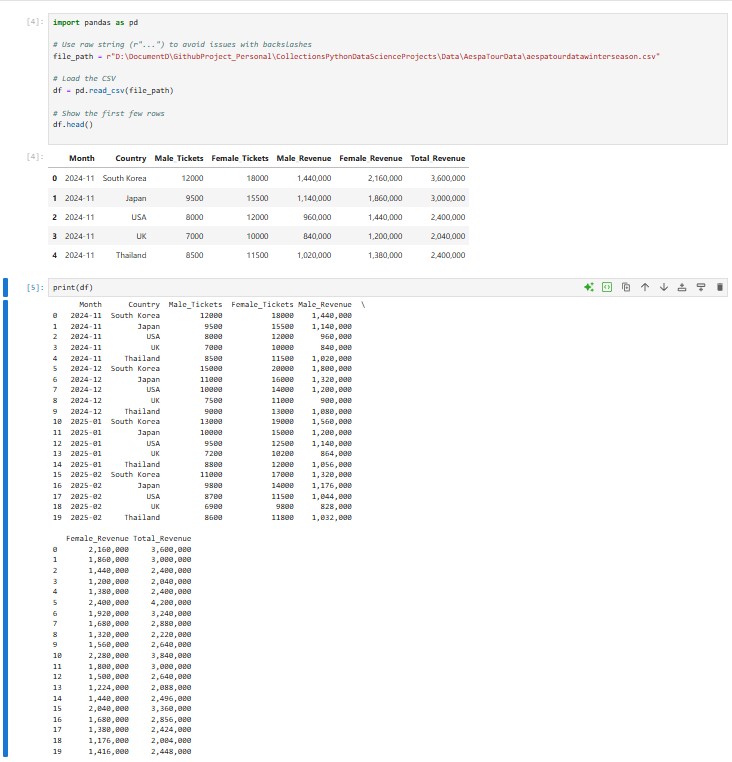 [4]: import pandas as pd
# Use raw string (r"...") to avoid issues with backslashes
file_path = r"D:\DocumentD\GithubProject_Personal\CollectionsPythonDataScienceProjects\Data\AespaTourData\aespatourdatawinterseason.csv"
# Load the CSV
df = pd.read_csv(file_path)
# Show the first few rows
df.head()
[4]: Month Country Male Tickets Female Tickets Male Revenue Female Revenue Total Revenue
0 2024-11 South Korea 12000 18000 1,440,000 2,160,000 3,600,000
1 2024-11 Japan 9500 15500 1,140,000 1,860,000 3,000,000
2 2024-11 USA 8000 12000 960,000 1,440,000 2,400,000
3 2024-11 UK 7000 10000 840,000 1,200,000 2,040,000
4 2024-11 Thailand 8500 11500 1,020,000 1,380,000 2,400,000
[5]: print(df)
Month Country Male_Tickets Female_Tickets Male_Revenue \
0 2024-11 South Korea 12000 18000 1,440,000
1 2024-11 Japan 9500 15500 1,140,000
2 2024-11 USA 8000 12000 960,000
3 2024-11 UK 7000 10000 840,000
4 2024-11 Thailand 8500 11500 1,020,000
5 2024-12 South Korea 15000 20000 1,800,000
6 2024-12 Japan 11000 16000 1,320,000
7 2024-12 USA 10000 14000 1,200,000
8 2024-12 UK 7500 11000 900,000
9 2024-12 Thailand 9000 13000 1,080,000
10 2025-01 South Korea 13000 19000 1,560,000
11 2025-01 Japan 10000 15000 1,200,000
12 2025-01 USA 9500 12500 1,140,000
13 2025-01 UK 7200 10200 864,000
14 2025-01 Thailand 8800 12000 1,056,000
15 2025-02 South Korea 11000 17000 1,320,000
16 2025-02 Japan 9800 14000 1,176,000
17 2025-02 USA 8700 11500 1,044,000
18 2025-02 UK 6900 9800 828,000
19 2025-02 Thailand 8600 11800 1,032,000
Female_Revenue Total_Revenue
0 2,160,000 3,600,000
1 1,860,000 3,000,000
2 1,440,000 2,400,000
3 1,200,000 2,040,000
4 1,380,000 2,400,000
5 2,400,000 4,200,000
6 1,920,000 3,240,000
7 1,680,000 2,880,000
8 1,320,000 2,220,000
9 1,560,000 2,640,000
10 2,280,000 3,840,000
11 1,800,000 3,000,000
12 1,500,000 2,640,000
13 1,224,000 2,088,000
14 1,440,000 2,496,000
15 2,040,000 3,360,000
16 1,680,000 2,856,000
17 1,380,000 2,424,000
18 1,176,000 2,004,000
19 1,416,000 2,448,000